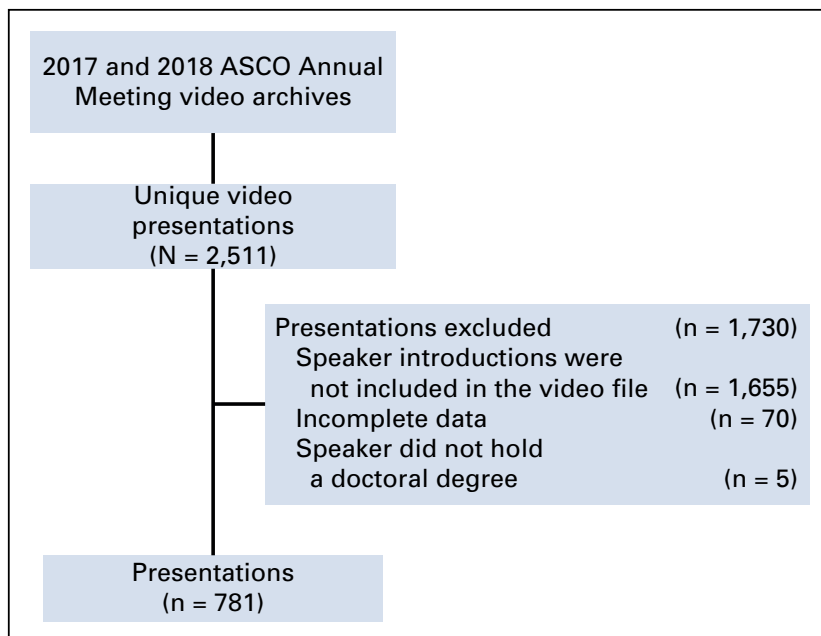 2017 and 2018 ASCO Annual
Meeting video archives
Unique video
presentations
(N = 2,511)
Presentations excluded (n = 1,730)
Speaker introductions were
not included in the video file (n = 1,655)
Incomplete data (n = 70)
Speaker did not hold
a doctoral degree (n = 5)
Presentations
(n = 781)